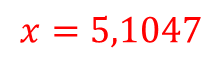 x = 5,1047